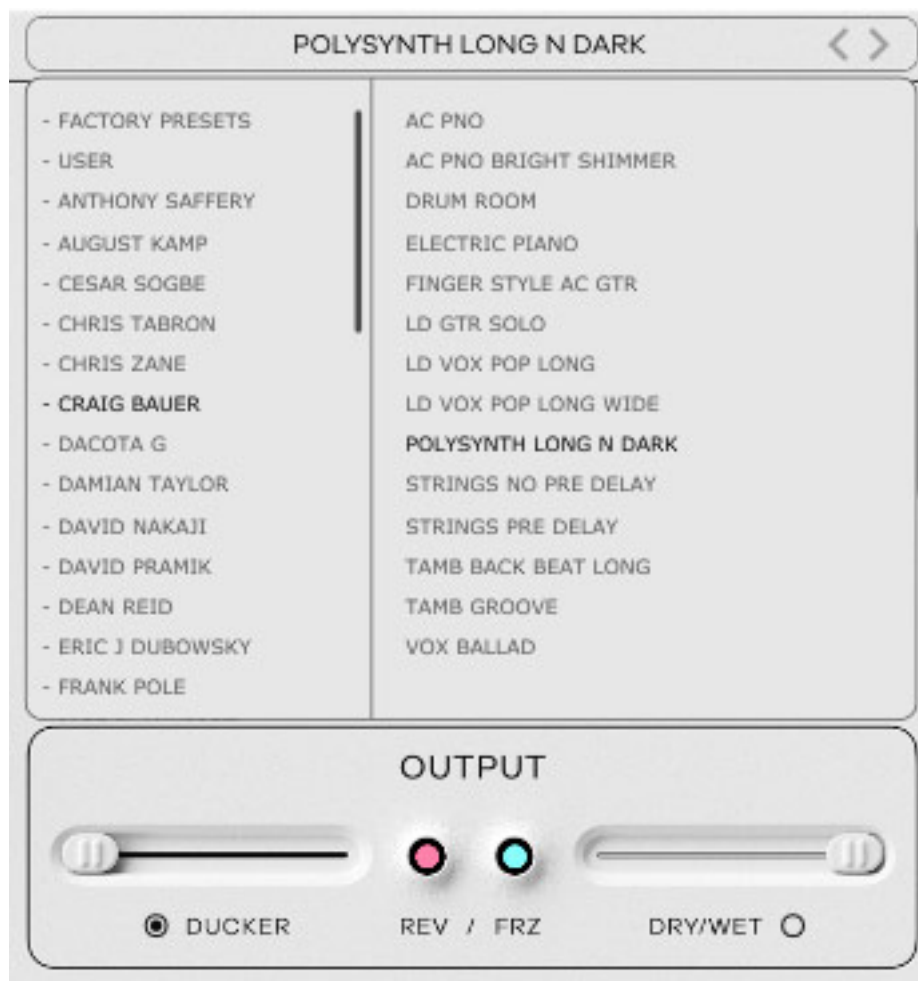 POLYSYNTH LONG N DARK
- FACTORY PRESETS
- USER
- ANTHONY SAFFERY
- AUGUST KAMP
- CESAR SOGBE
- CHRIS TABRON
- CHRIS ZANE
- CRAIG BAUER
- DACOTA G
- DAMIAN TAYLOR
- DAVID NAKAJI
- DAVID PRAMIK
- DEAN REID
- ERIC J DUBOWSKY
- FRANK POLE
AC PNO
AC PNO BRIGHT SHIMMER
DRUM ROOM
ELECTRIC PIANO
FINGER STYLE AC GTR
LD GTR SOLO
LD VOX POP LONG
LD VOX POP LONG WIDE
POLYSYNTH LONG N DARK
STRINGS NO PRE DELAY
STRINGS PRE DELAY
TAMB BACK BEAT LONG
TAMB GROOVE
VOX BALLAD
OUTPUT
DUCKER
REV / FRZ
DRY/WET